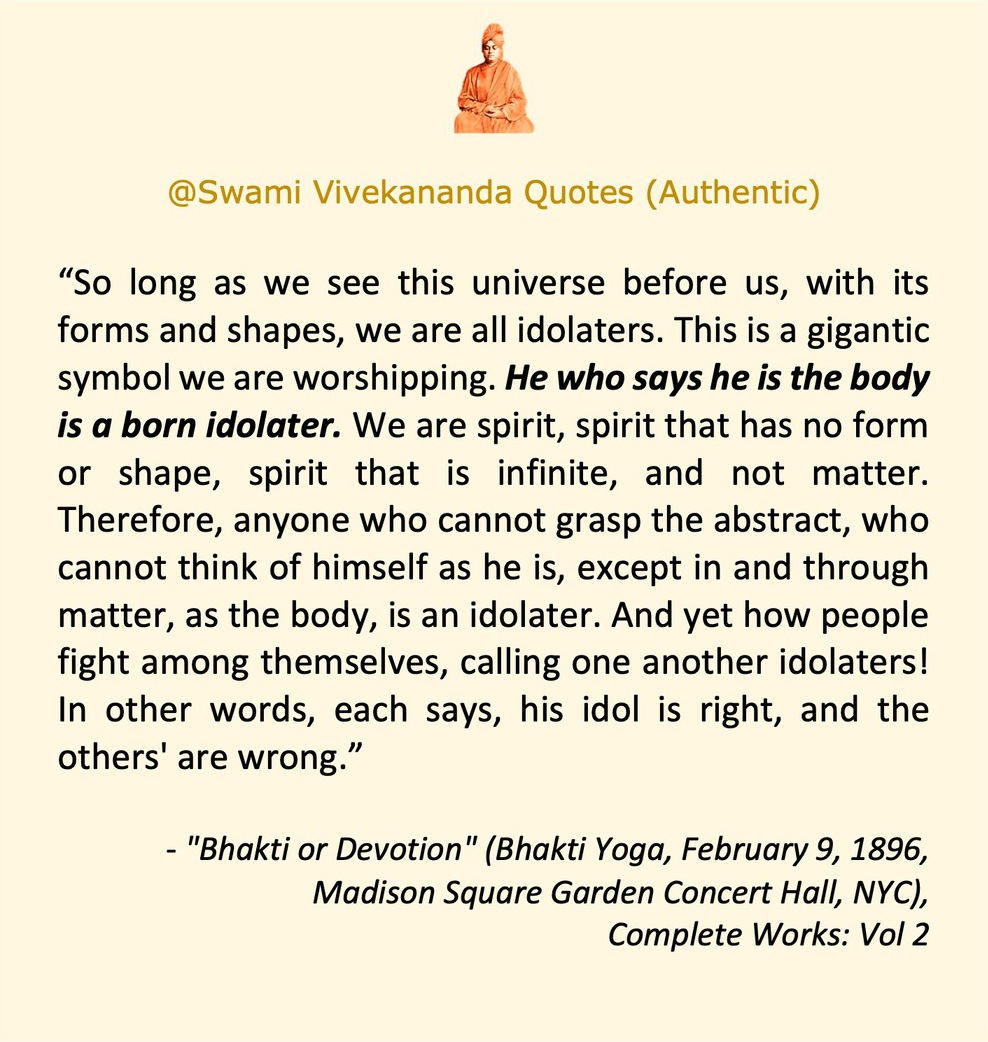 @Swami Vivekananda Quotes (Authentic)
“So long as we see this universe before us, with its
forms and shapes, we are all idolaters. This is a gigantic
symbol we are worshipping. He who says he is the body
is a born idolater. We are spirit, spirit that has no form
or shape, spirit that is infinite, and not matter.
Therefore, anyone who cannot grasp the abstract, who
cannot think of himself as he is, except in and through
matter, as the body, is an idolater. And yet how people
fight among themselves, calling one another idolaters!
In other words, each says, his idol is right, and the
others' are wrong.”
- "Bhakti or Devotion" (Bhakti Yoga, February 9, 1896,
Madison Square Garden Concert Hall, NYC),
Complete Works: Vol 2